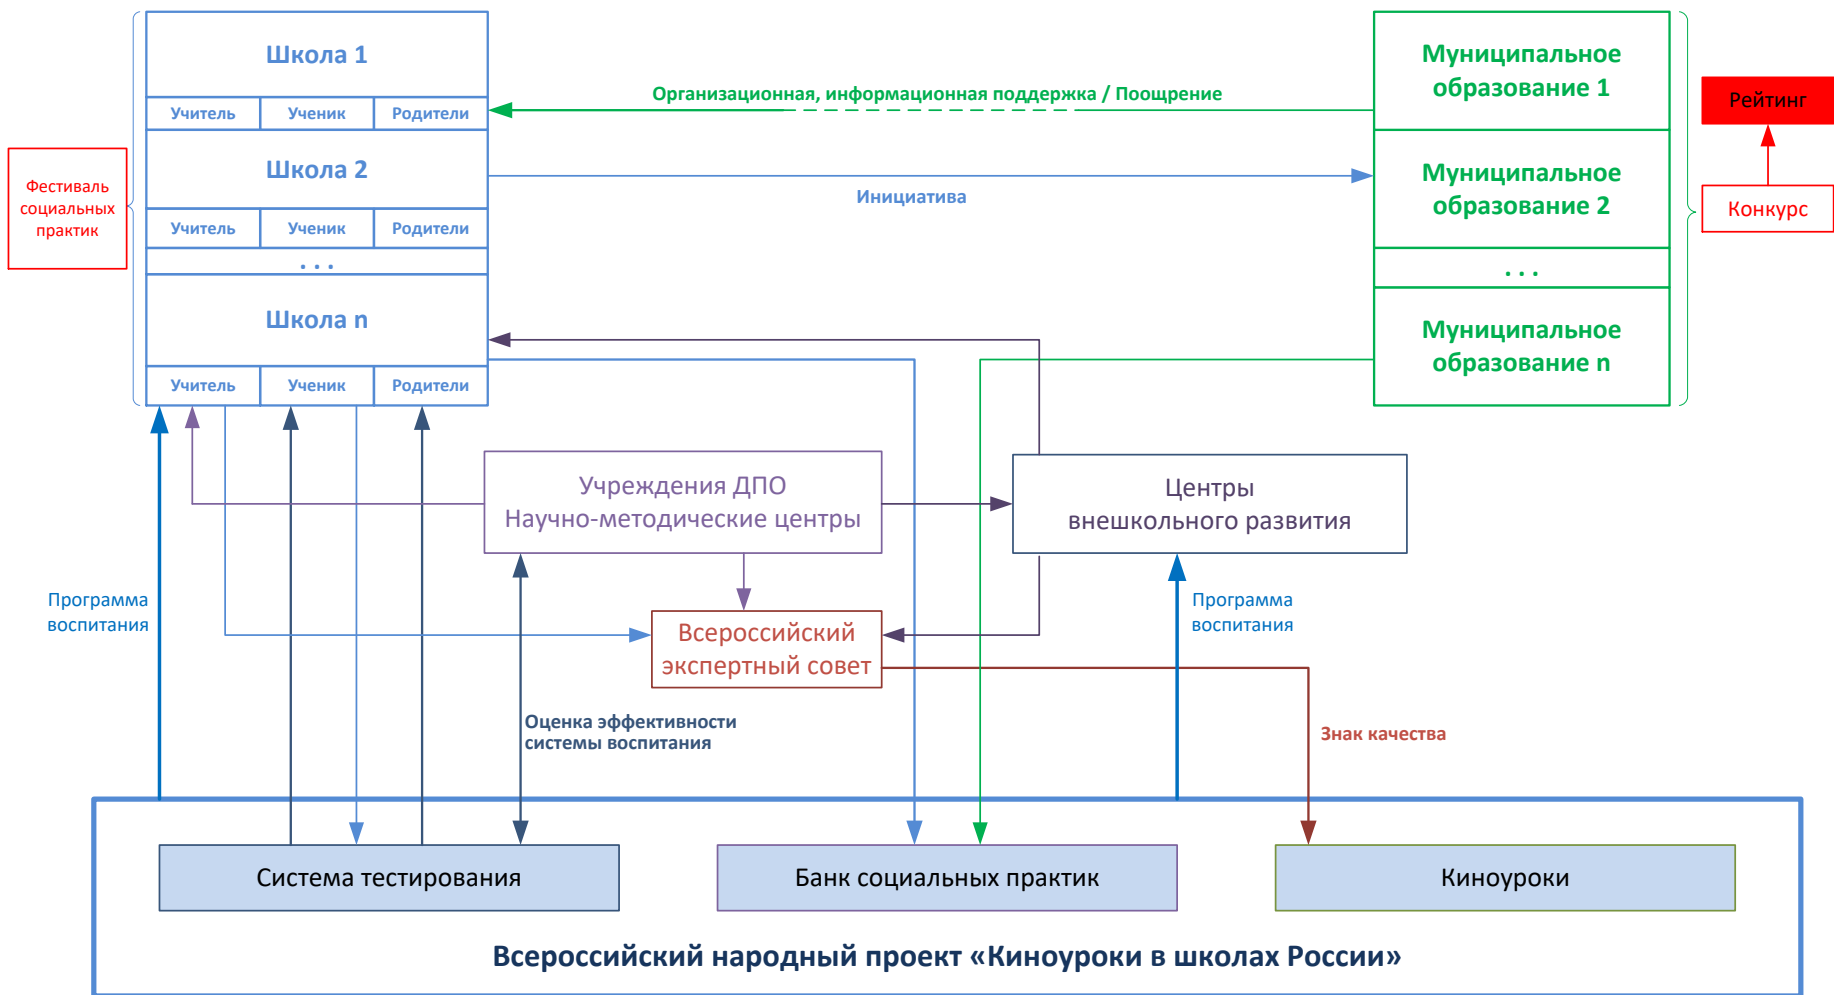 Школа 1
Учитель
Ученик
Родители
Школа 2
Учитель
Ученик
Родители
. . .
Школа n
Учитель
Ученик
Родители
Фестиваль
социальных
практик
Организационная, информационная поддержка / Поощрение
Инициатива
Муниципальное
образование 1
Муниципальное
образование 2
. . .
Муниципальное
образование n
Рейтинг
Конкурс
Учреждения ДПО
Научно-методические центры
Центры
внешкольного развития
Программа
воспитания
Всероссийский
экспертный совет
Программа
воспитания
Оценка эффективности
системы воспитания
Знак качества
Система тестирования
Банк социальных практик
Киноуроки
Всероссийский народный проект «Киноуроки в школах России»